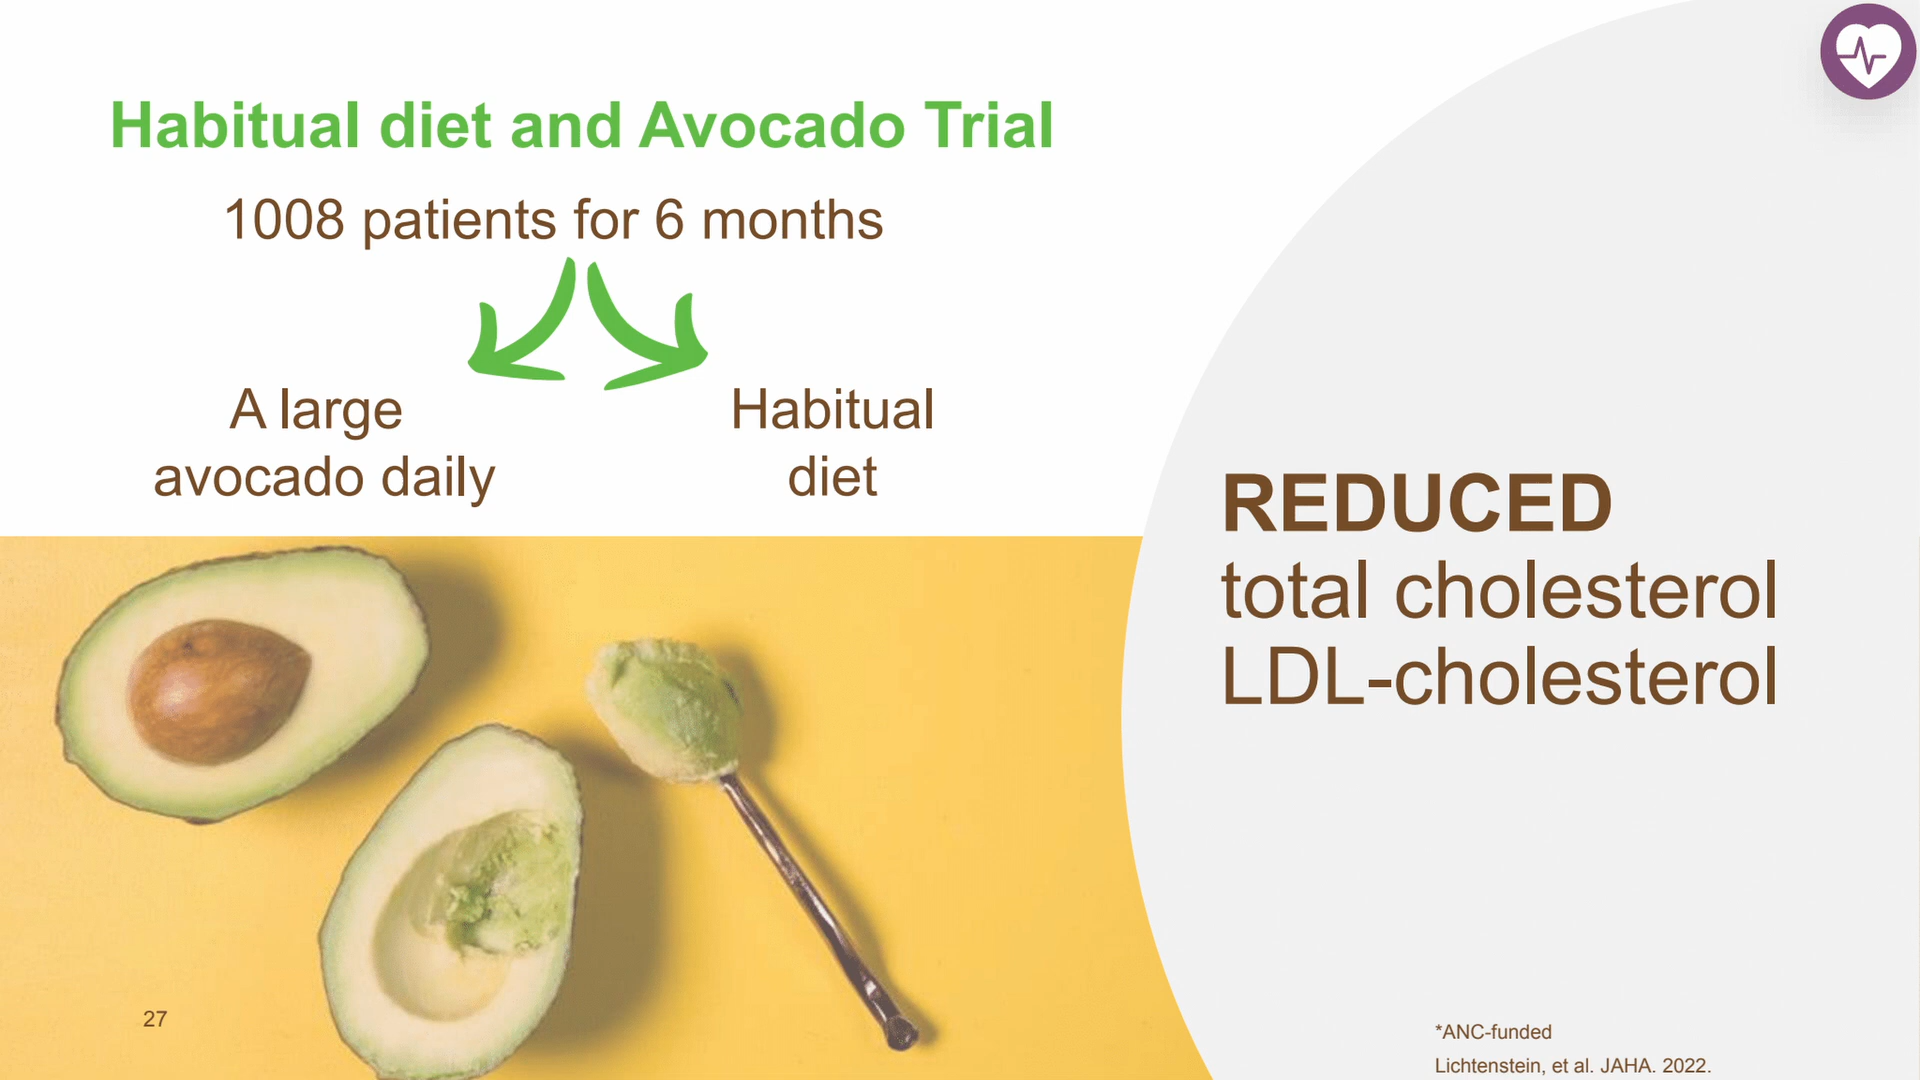 Habitual diet and Avocado Trial
1008 patients for 6 months
A large
avocado daily
Habitual
diet
REDUCED
total cholesterol
LDL-cholesterol
27
*ANC-funded
Lichtenstein, et al. JAHA. 2022.